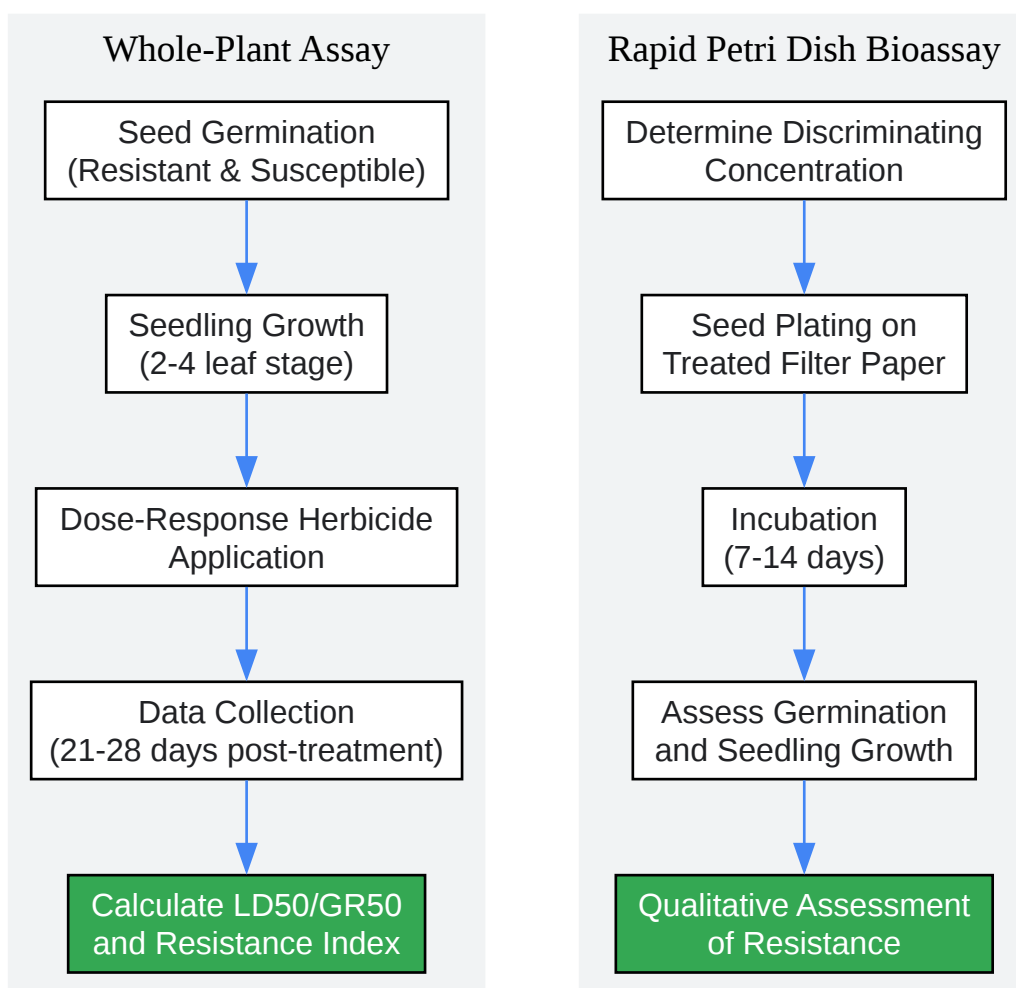 Whole-Plant Assay
Seed Germination
(Resistant & Susceptible)
Seedling Growth
(2-4 leaf stage)
Dose-Response Herbicide
Application
Data Collection
(21-28 days post-treatment)
Calculate LD50/GR50
and Resistance Index
Rapid Petri Dish Bioassay
Determine Discriminating
Concentration
Seed Plating on
Treated Filter Paper
Incubation
(7-14 days)
Assess Germination
and Seedling Growth
Qualitative Assessment
of Resistance